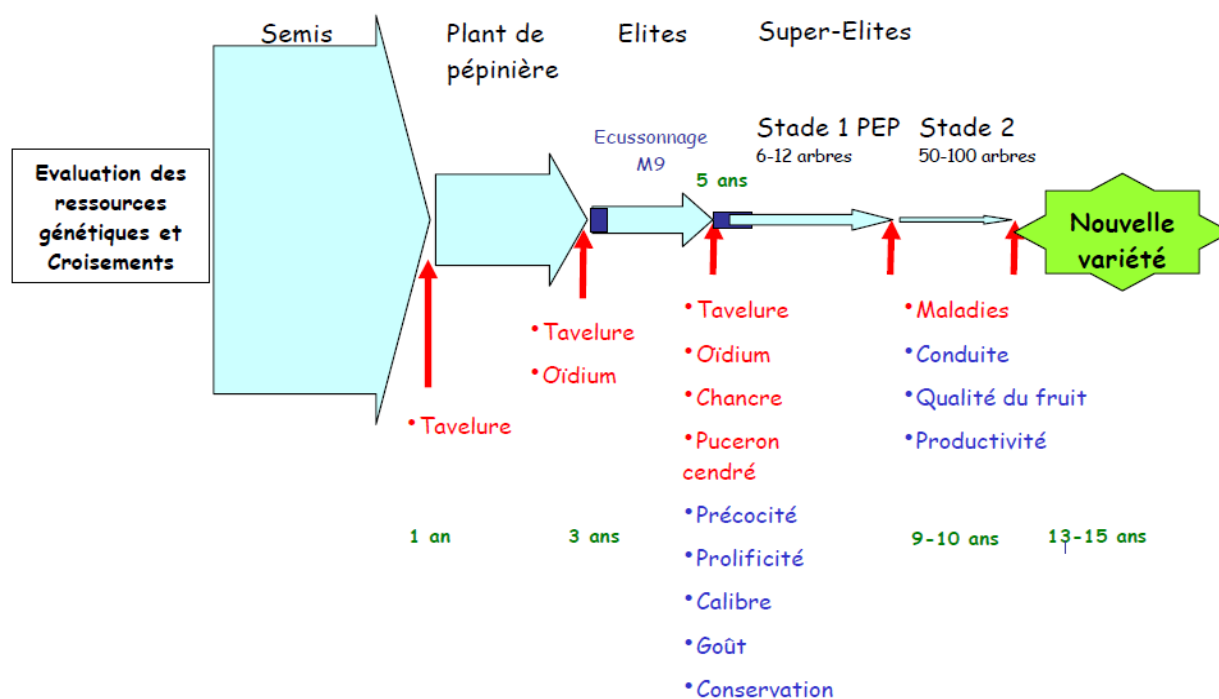 Semis
Plant de
pépinière
Elites
Super-Elites
Evaluation des
ressources
génétiques et
Croisements
Ecussonnage
M9
5 ans
Stade 1 PEP
6-12 arbres
Stade 2
50-100 arbres
Nouvelle
variété
•Tavelure
•Tavelure
•Oïdium
•Tavelure
•Oïdium
•Chancre
•Puceron
cendré
•Précocité
•Prolificité
•Calibre
•Goût
•Conservation
•Maladies
•Conduite
•Qualité du fruit
•Productivité
1 an
3 ans
9-10 ans
13-15 ans